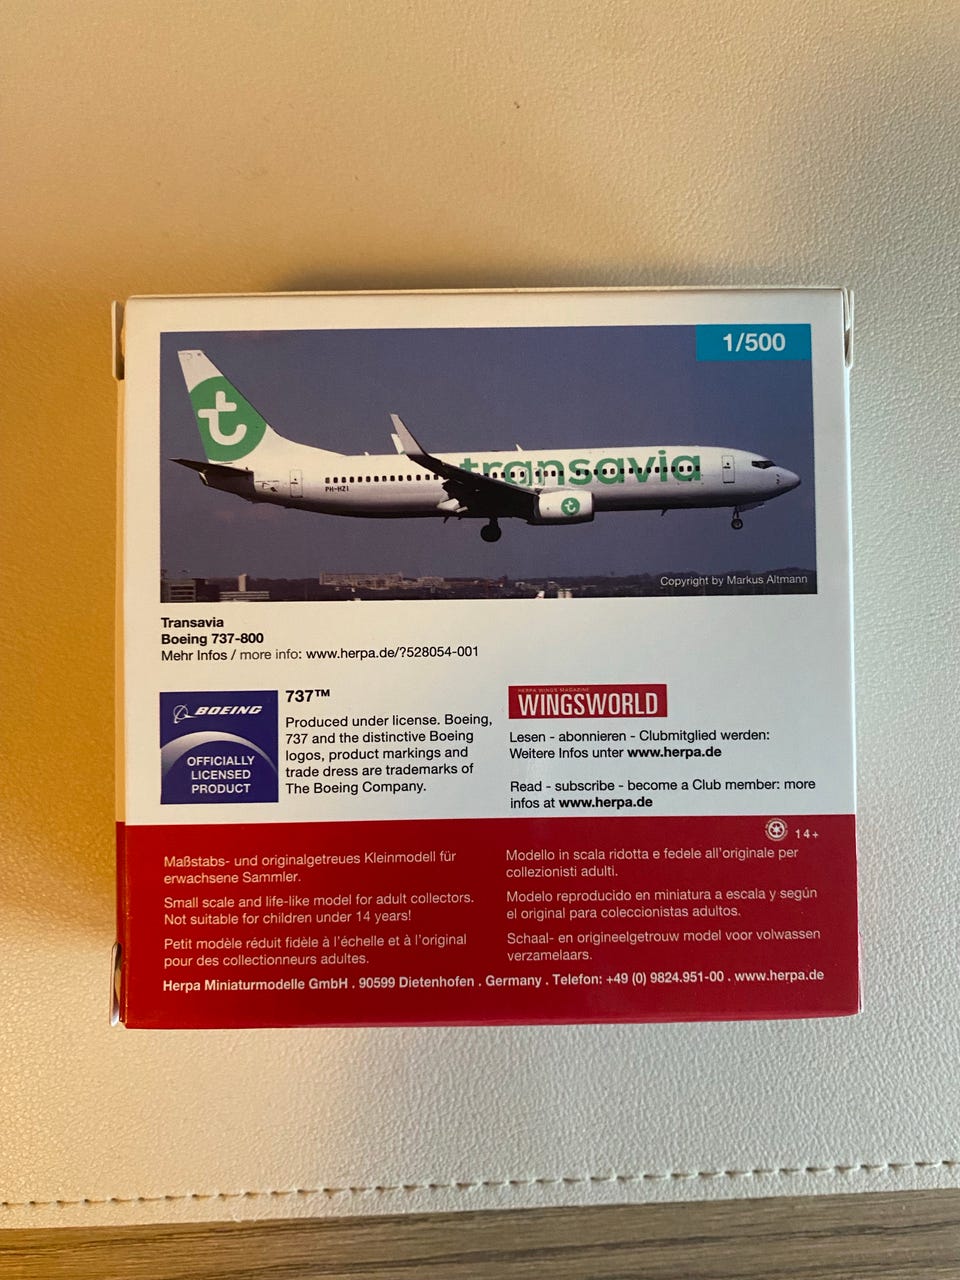 1/500
t
transavia
PH-HZI
t
Copyright by Markus Altmann
Transavia
Boeing 737-800
Mehr Infos / more info: www.herpa.de/?528054-001
BOEING
OFFICIALLY
LICENSED
PRODUCT
737™
Produced under license. Boeing,
737 and the distinctive Boeing
logos, product markings and
trade dress are trademarks of
The Boeing Company.
HERPA WINGS MAGAZINE
WINGSWORLD
Lesen - abonnieren - Clubmitglied werden:
Weitere Infos unter www.herpa.de
Read - subscribe - become a Club member: more
infos at www.herpa.de
14+
Maßstabs- und originalgetreues Kleinmodell für
erwachsene Sammler.
Small scale and life-like model for adult collectors.
Not suitable for children under 14 years!
Petit modèle réduit fidèle à l'échelle et à l'original
pour des collectionneurs adultes.
Modello in scala ridotta e fedele all'originale per
collezionisti adulti.
Modelo reproducido en miniatura a escala y según
el original para coleccionistas adultos.
Schaal- en origineelgetrouw model voor volwassen
verzamelaars.
Herpa Miniaturmodelle GmbH . 90599 Dietenhofen . Germany . Telefon: +49 (0) 9824.951-00 . www.herpa.de